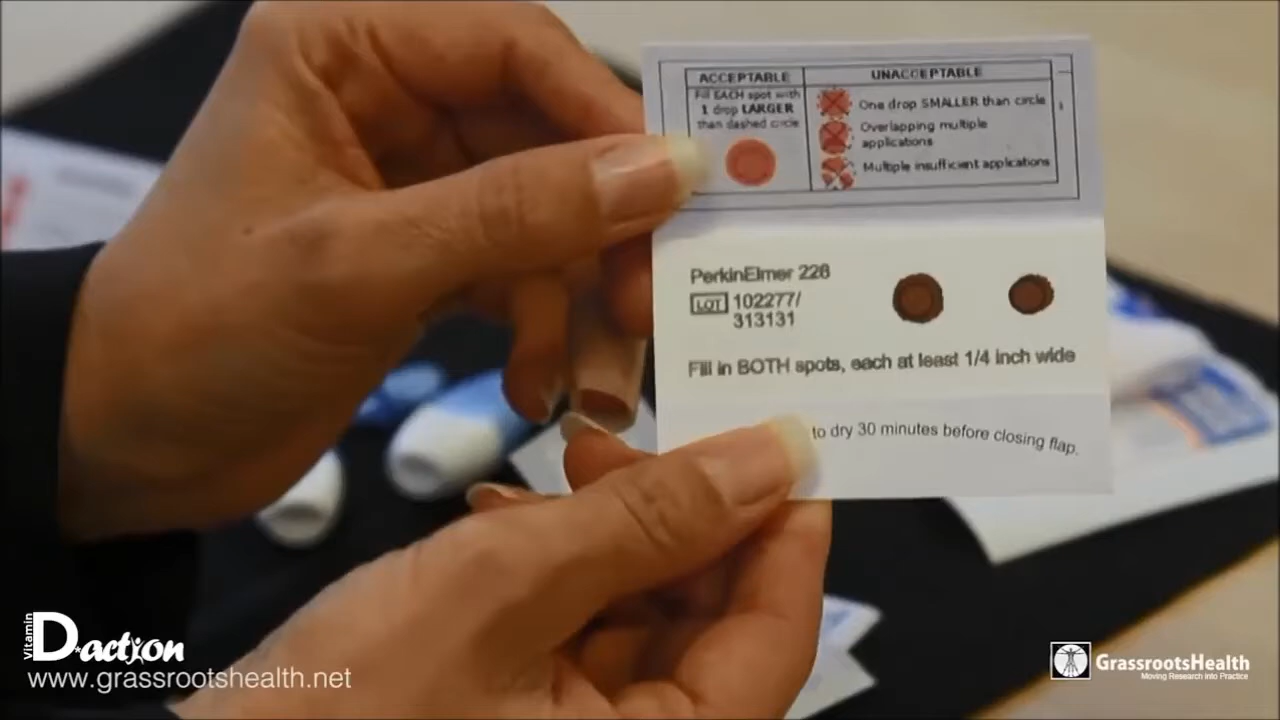 ACCEPTABLE
Fill EACH spot with
1 drop LARGER
than dashed circle
UNACCEPTABLE
One drop SMALLER than circle
Overlapping multiple
applications
Multiple insufficient applications
PerkinElmer 226
LOT 102277/
313131
Fill in BOTH spots, each at least 1/4 inch wide
to dry 30 minutes before closing flap.
Vitamin
D*action
www.grassrootshealth.net
GrassrootsHealth
Moving Research into Practice